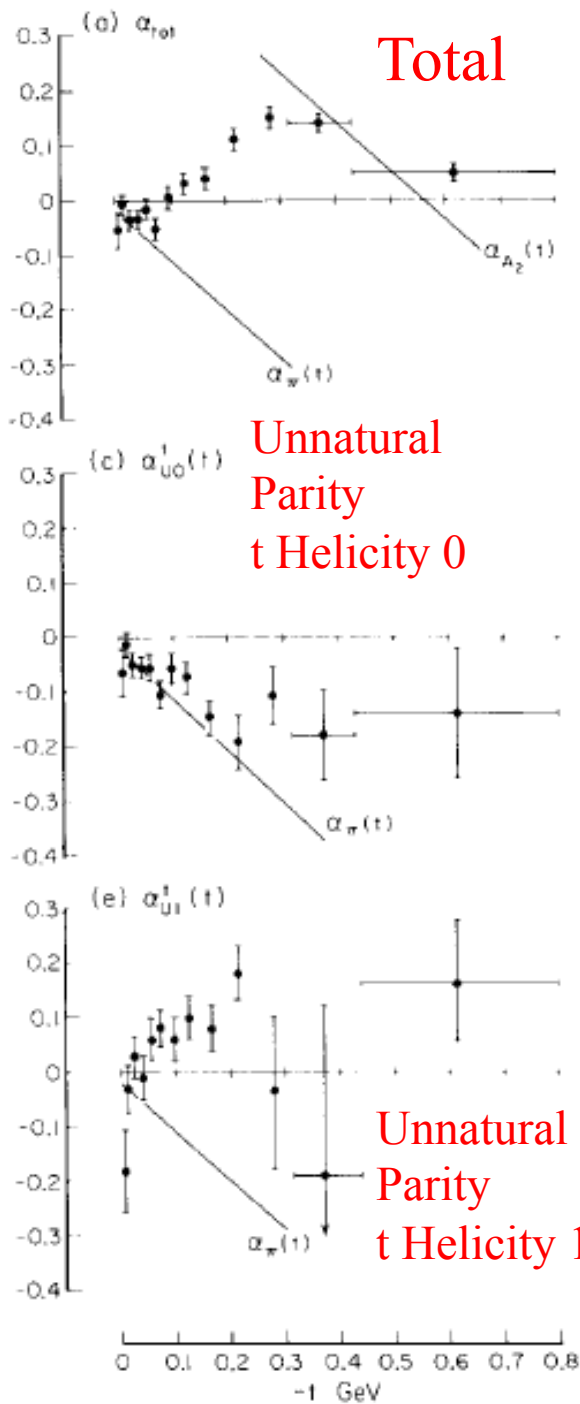 (a) α_tot
Total
0.3
0.2
0.1
0
-0.1
-0.2
-0.3
-0.4
α_A₂(t)
α_π(t)
(c) α^t_U0(t)
Unnatural
Parity
t Helicity 0
0.3
0.2
0.1
0
-0.1
-0.2
-0.3
-0.4
α_π(t)
(e) α^t_U1(t)
0.3
0.2
0.1
0
-0.1
-0.2
-0.3
-0.4
α_π(t)
Unnatural
Parity
t Helicity 1
0 0.1 0.2 0.3 0.4 0.5 0.6 0.7 0.8
-t GeV